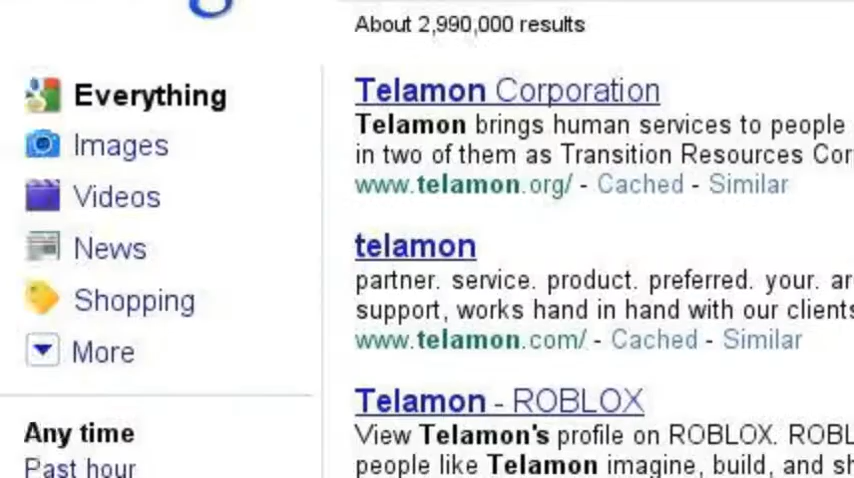 About 2,990,000 results
Everything
Images
Videos
News
Shopping
More
Any time
Past hour
Telamon Corporation
Telamon brings human services to people
in two of them as Transition Resources Cor
www.telamon.org/ - Cached - Similar
telamon
partner. service. product. preferred. your. ar
support, works hand in hand with our clients
www.telamon.com/ - Cached - Similar
Telamon - ROBLOX
View Telamon's profile on ROBLOX. ROBL
people like Telamon imagine, build, and sh